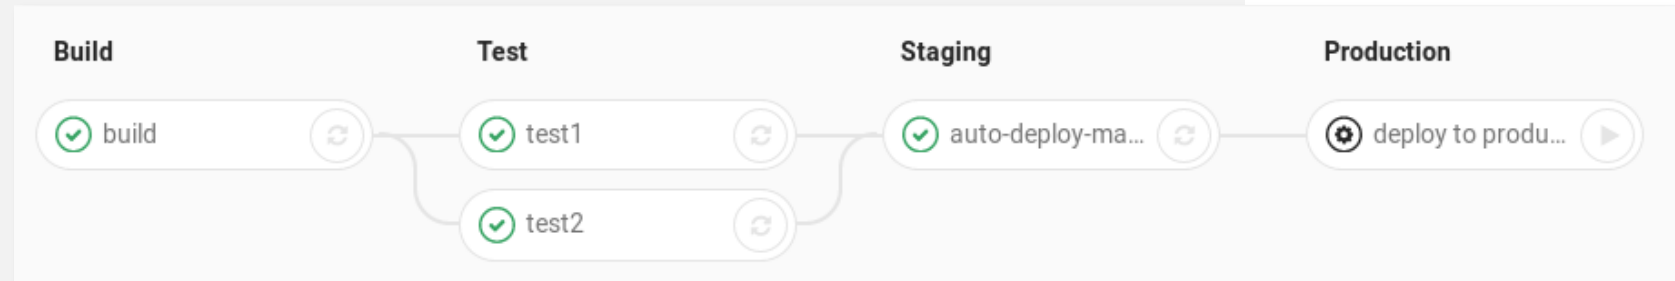 Build
Test
Staging
Production
build
test1
auto-deploy-ma...
deploy to produ...
test2